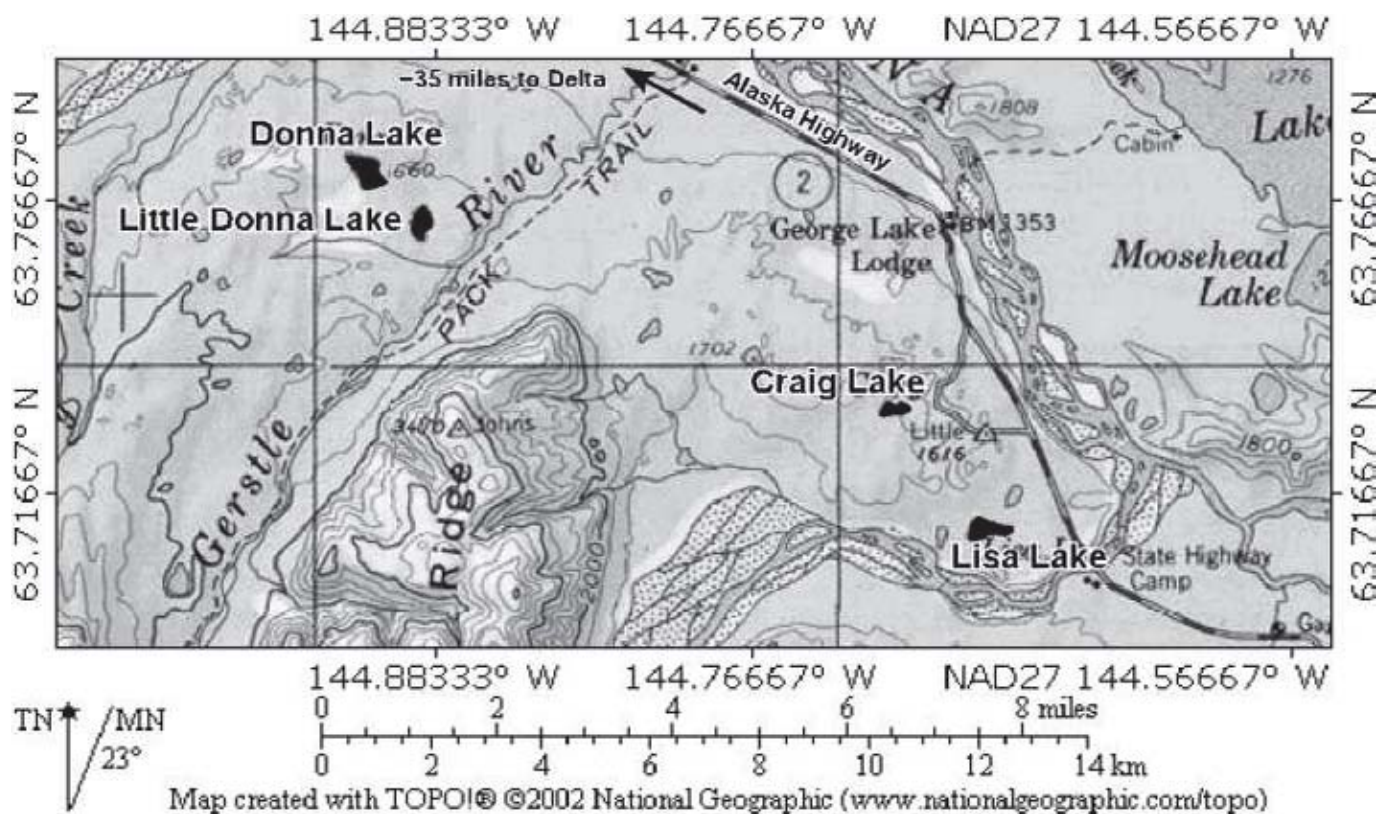 144.88333° W 144.76667° W NAD27 144.56667° W
~35 miles to Delta
Alaska Highway
N A
1808
1276
Lake
Cabin
Donna Lake
1660
Little Donna Lake
River
TRAIL
PACK
2
George Lake
Lodge
BM 1353
Moosehead
Lake
Creek
63.76667° N
63.76667° N
1702
Craig Lake
3470 Johns
Little
1616
1800
Gerstle
Ridge
2000
Lisa Lake
State Highway
Camp
63.71667° N
63.71667° N
144.88333° W 144.76667° W NAD27 144.56667° W
TN MN
23°
0 2 4 6 8 miles
0 2 4 6 8 10 12 14 km
Map created with TOPO!® ©2002 National Geographic (www.nationalgeographic.com/topo)